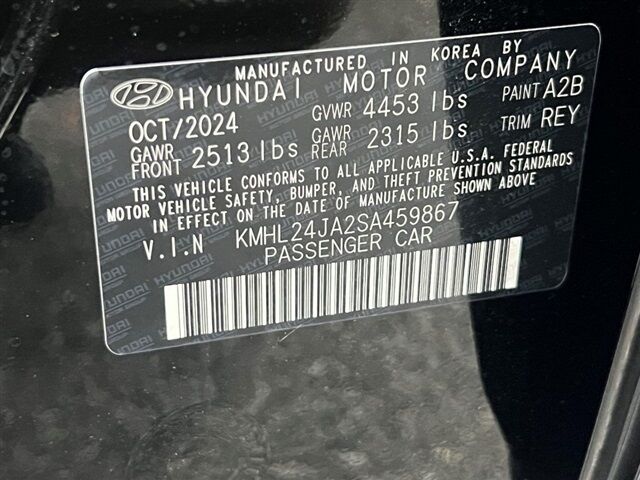 MANUFACTURED IN KOREA BY
HYUNDAI MOTOR COMPANY
OCT/2024 GVWR 4453 lbs PAINT A2B
GAWR FRONT 2513 lbs GAWR REAR 2315 lbs TRIM REY
THIS VEHICLE CONFORMS TO ALL APPLICABLE U.S.A. FEDERAL
MOTOR VEHICLE SAFETY, BUMPER, AND THEFT PREVENTION STANDARDS
IN EFFECT ON THE DATE OF MANUFACTURE SHOWN ABOVE
V.I.N KMHL24JA2SA459867
PASSENGER CAR